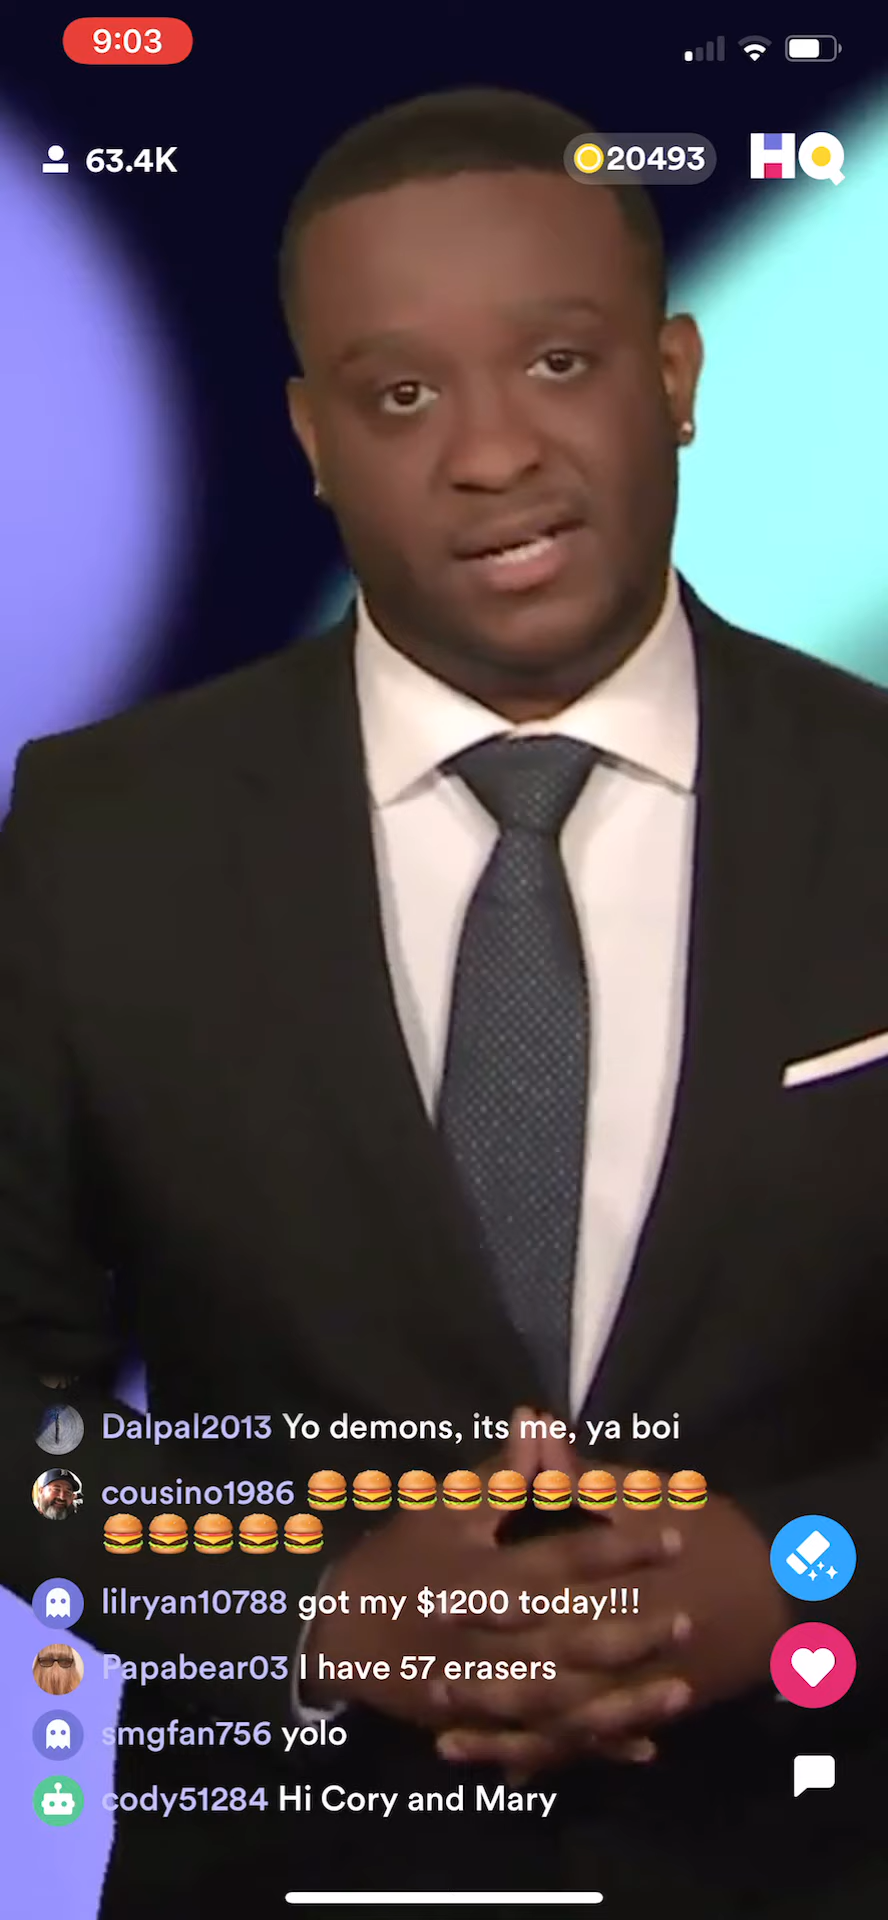 9:03
63.4K
20493
HQ
Dalpal2013 Yo demons, its me, ya boi
cousino1986 🍔🍔🍔🍔🍔🍔🍔🍔🍔
🍔🍔🍔🍔🍔
lilryan10788 got my $1200 today!!!
Papabear03 I have 57 erasers
smgfan756 yolo
cody51284 Hi Cory and Mary